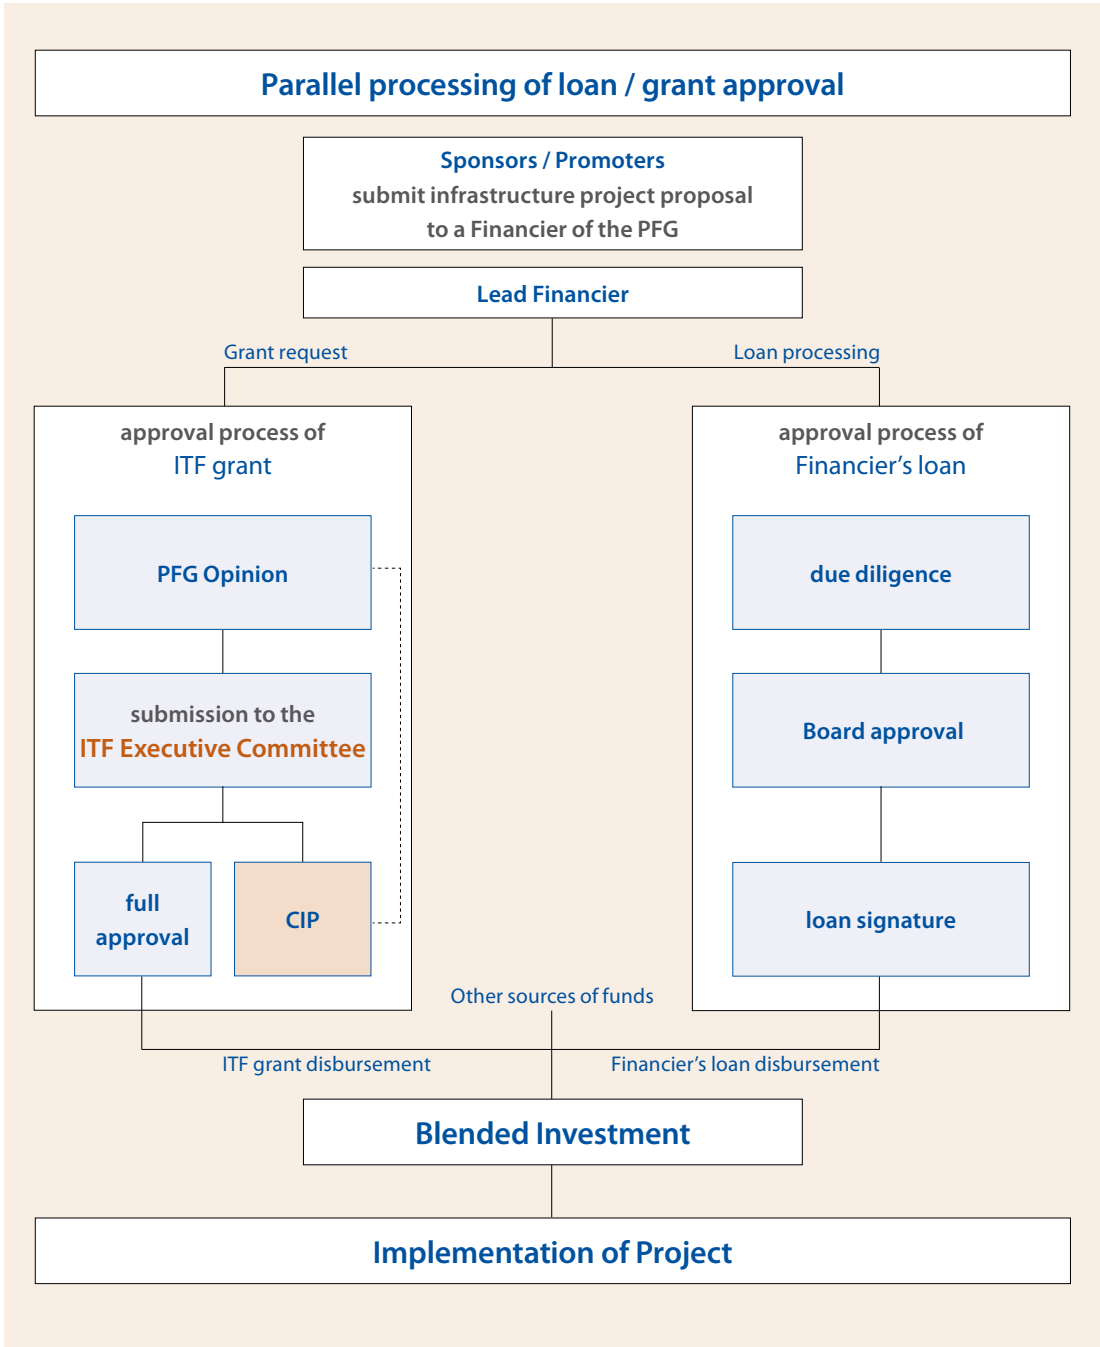 Parallel processing of loan / grant approval
Sponsors / Promoters
submit infrastructure project proposal
to a Financier of the PFG
Lead Financier
Grant request
Loan processing
approval process of
ITF grant
PFG Opinion
submission to the
ITF Executive Committee
full
approval
CIP
approval process of
Financier’s loan
due diligence
Board approval
loan signature
Other sources of funds
ITF grant disbursement
Financier’s loan disbursement
Blended Investment
Implementation of Project